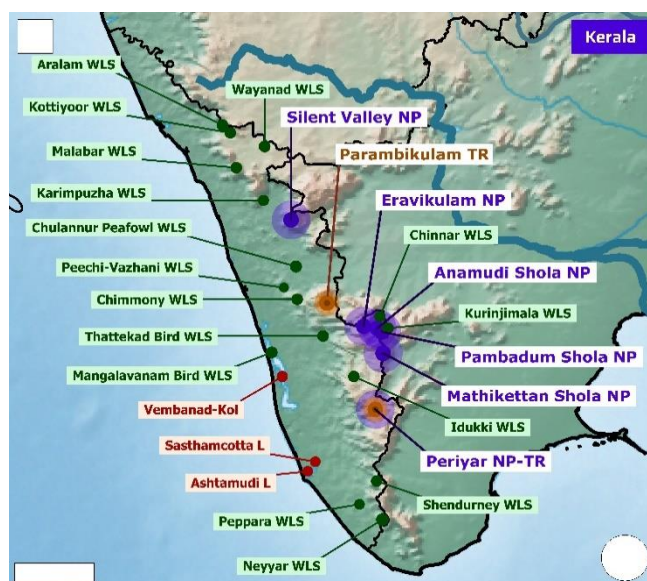 Kerala
Aralam WLS
Wayanad WLS
Kottiyoor WLS
Silent Valley NP
Malabar WLS
Parambikulam TR
Karimpuzha WLS
Eravikulam NP
Chulannur Peafowl WLS
Chinnar WLS
Peechi-Vazhani WLS
Anamudi Shola NP
Chimmony WLS
Kurinjimala WLS
Thattekad Bird WLS
Pambadum Shola NP
Mangalavanam Bird WLS
Mathikettan Shola NP
Vembanad-Kol
Idukki WLS
Sasthamcotta L
Periyar NP-TR
Ashtamudi L
Shendurney WLS
Peppara WLS
Neyyar WLS